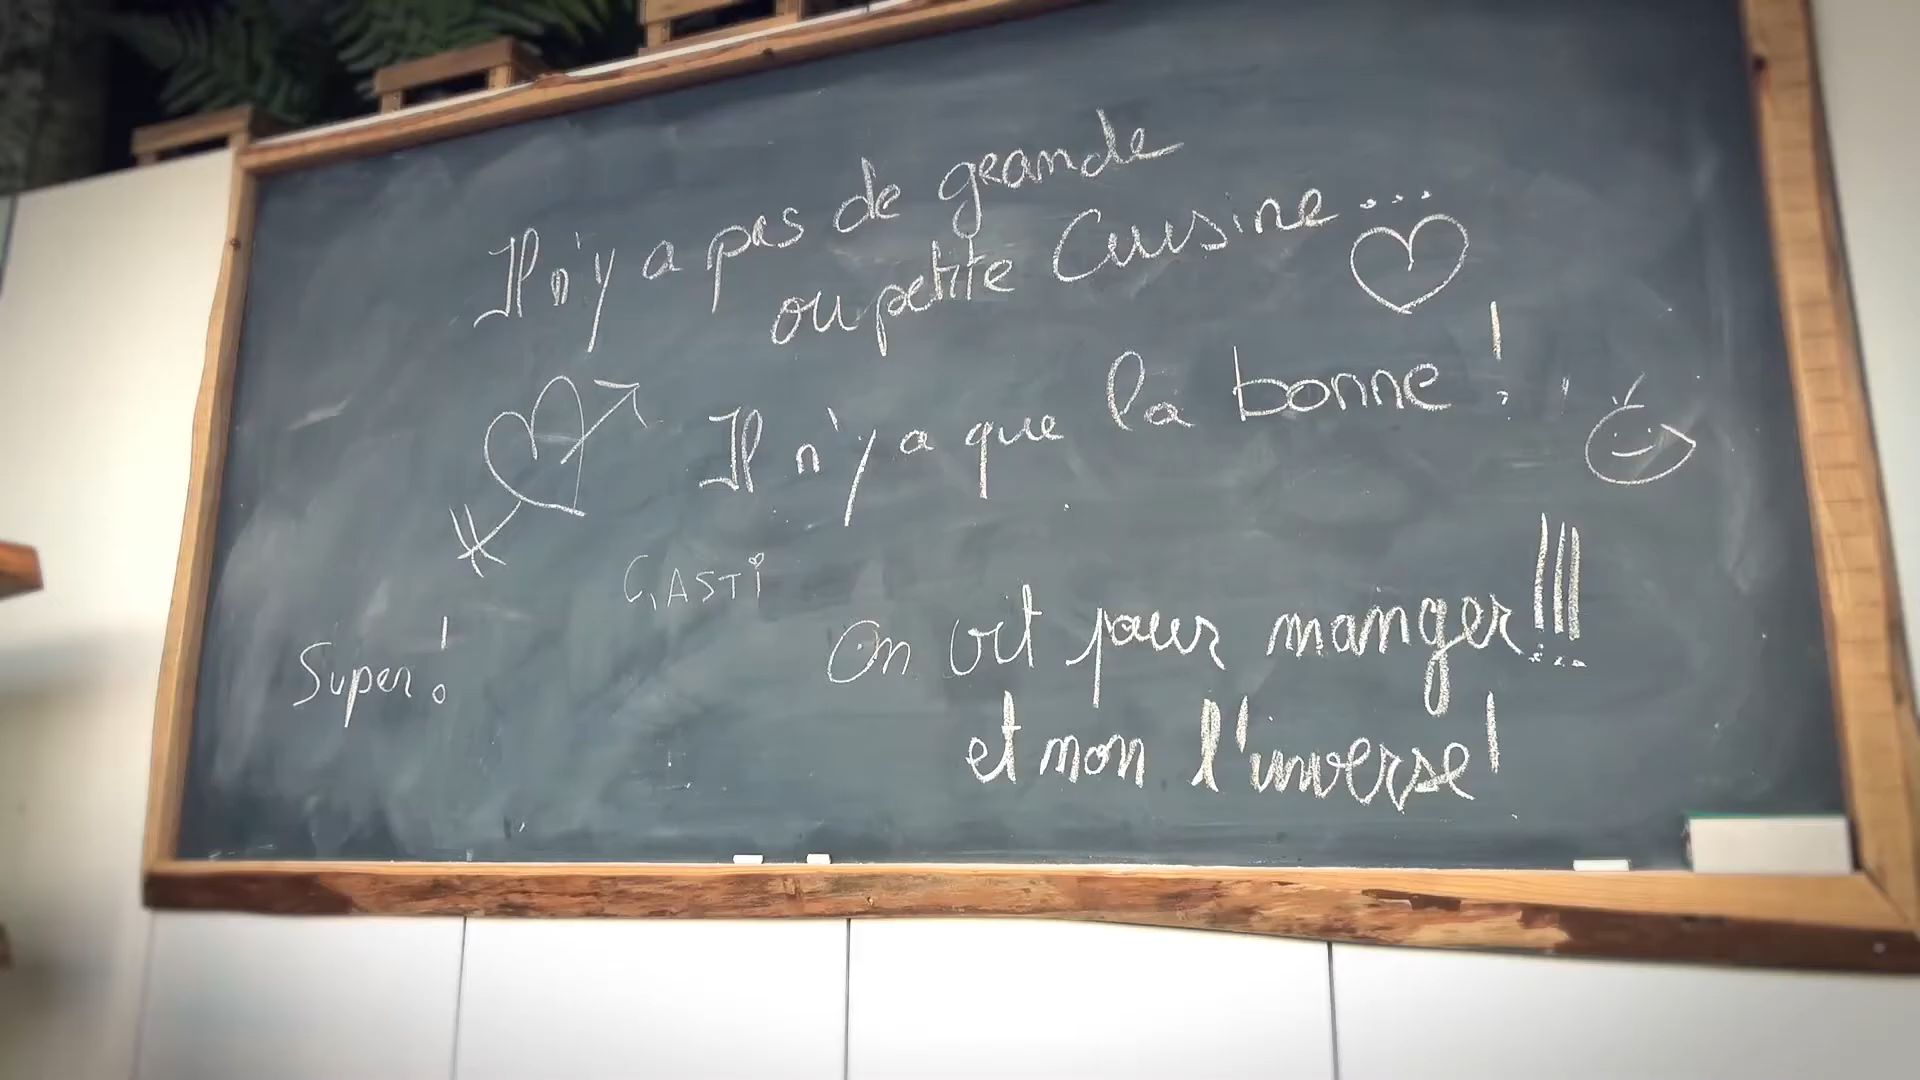 Il n'y a pas de grande
ou petite Cuisine...
Il n'y a que la bonne !
GASTi
Super !
On vit pour manger!!!
et non l'inverse!